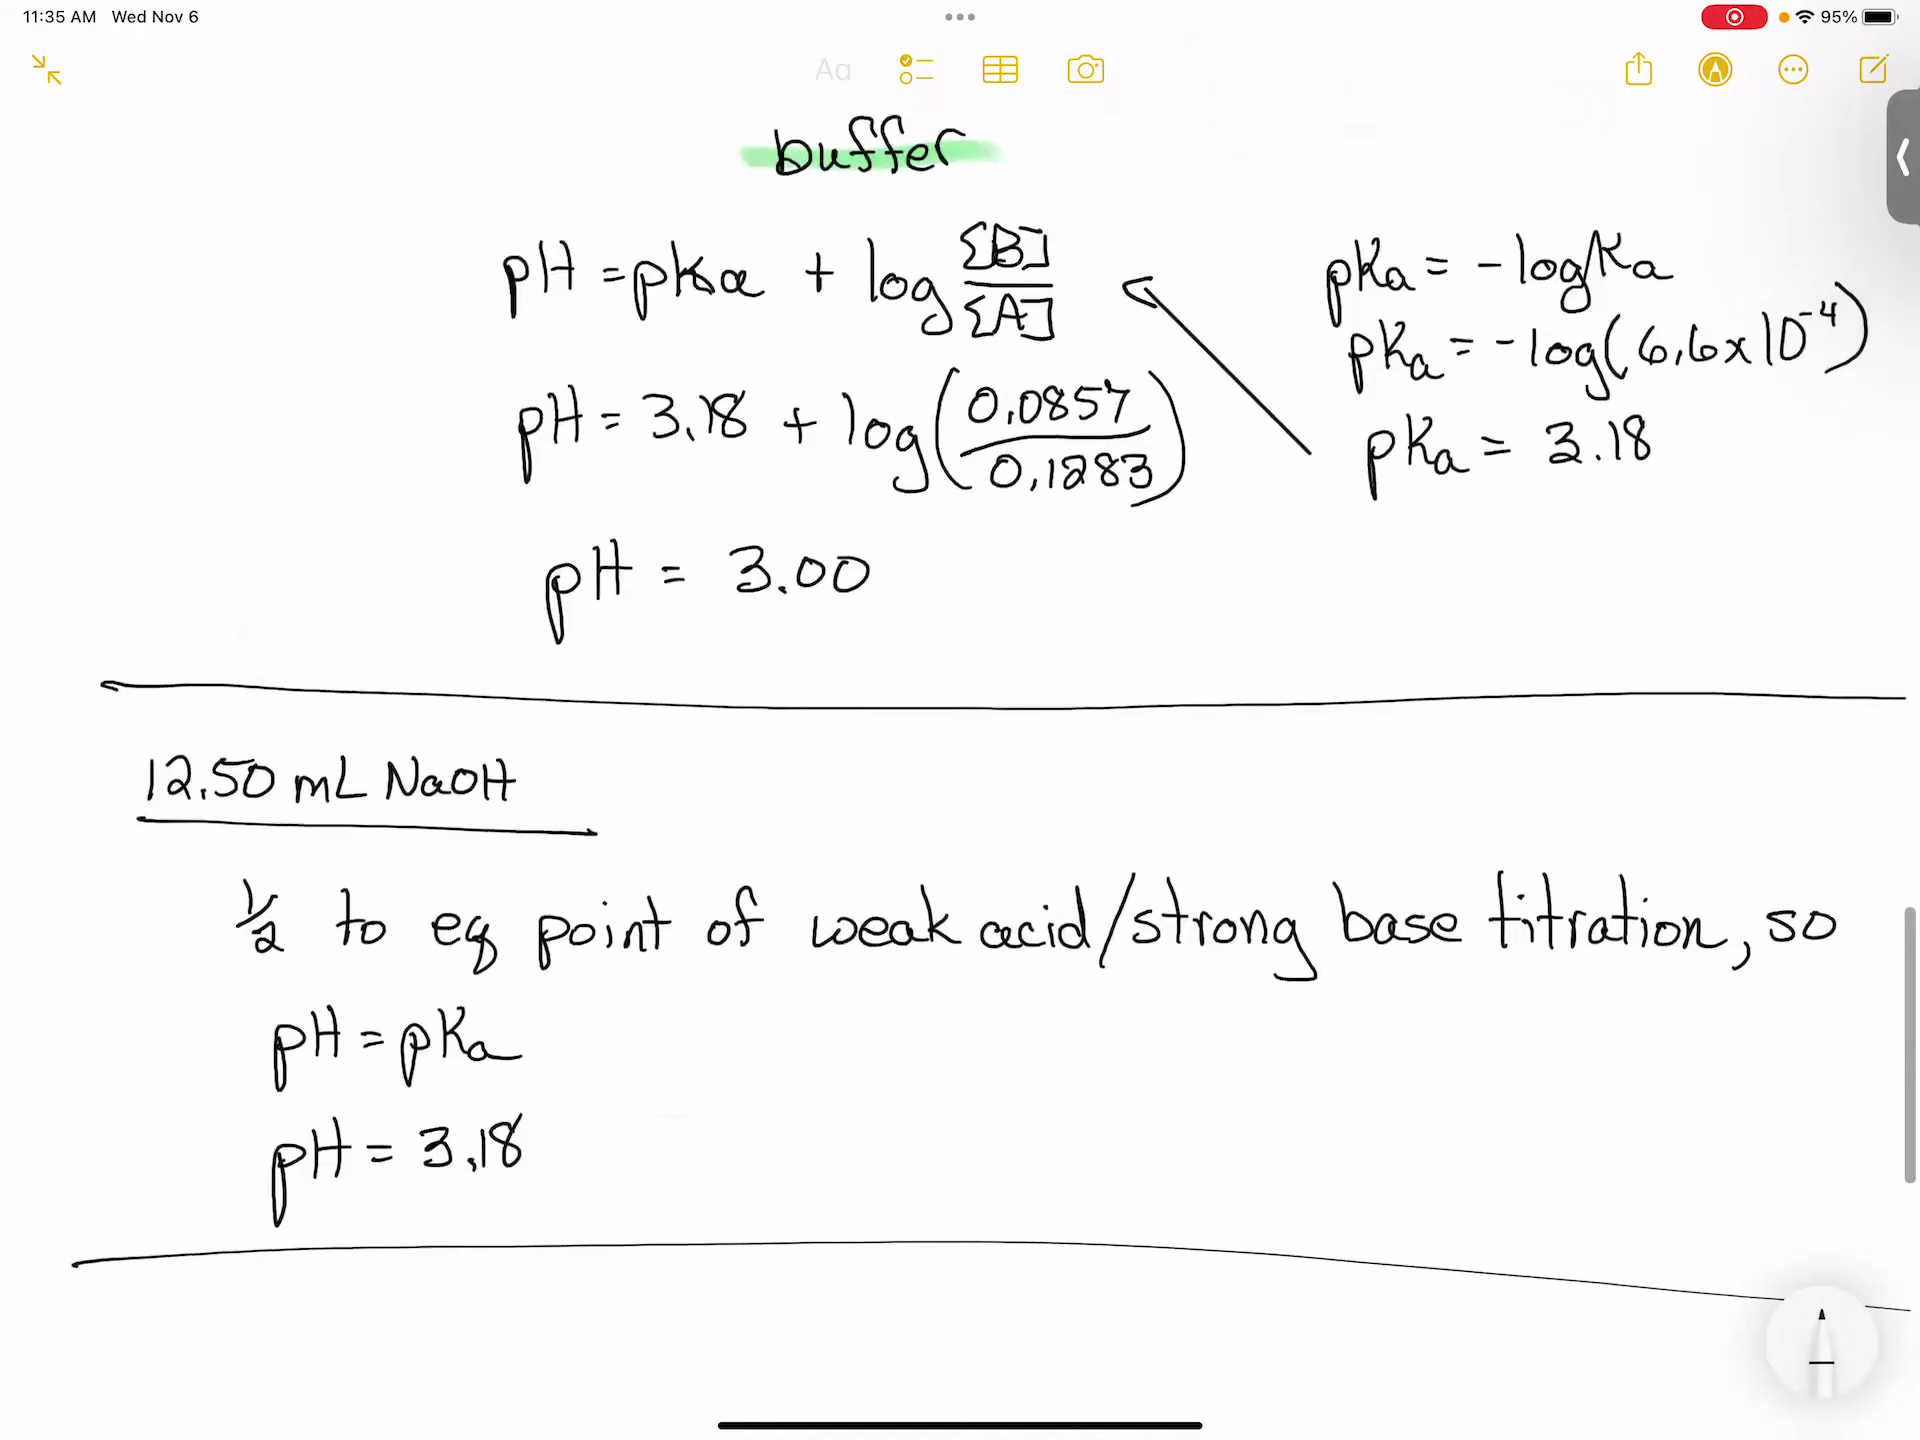 11:35 AM Wed Nov 6
95%
Aa
buffer
pH = pKa + log [B]/[A]
pKa = -logKa
pKa = -log(6.6x10⁻⁴)
pH = 3.18 + log(0.0857/0.1283)
pKa = 3.18
pH = 3.00
12.50 mL NaOH
½ to eq point of weak acid/strong base titration, so
pH = pKa
pH = 3.18